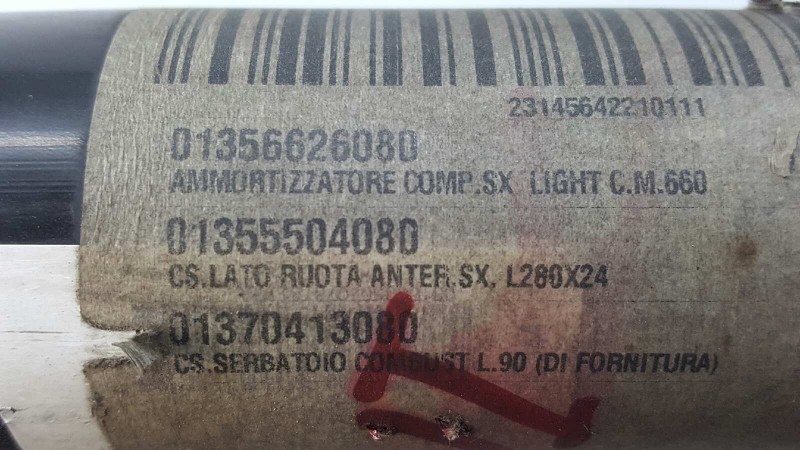 23145642210111
01356626080
AMMORTIZZATORE COMP.SX LIGHT C.M.660
01355504080
CS.LATO RUOTA ANTER.SX, L280X24
01370413080
CS.SERBATOIO COMBUST L.90 (DI FORNITURA)